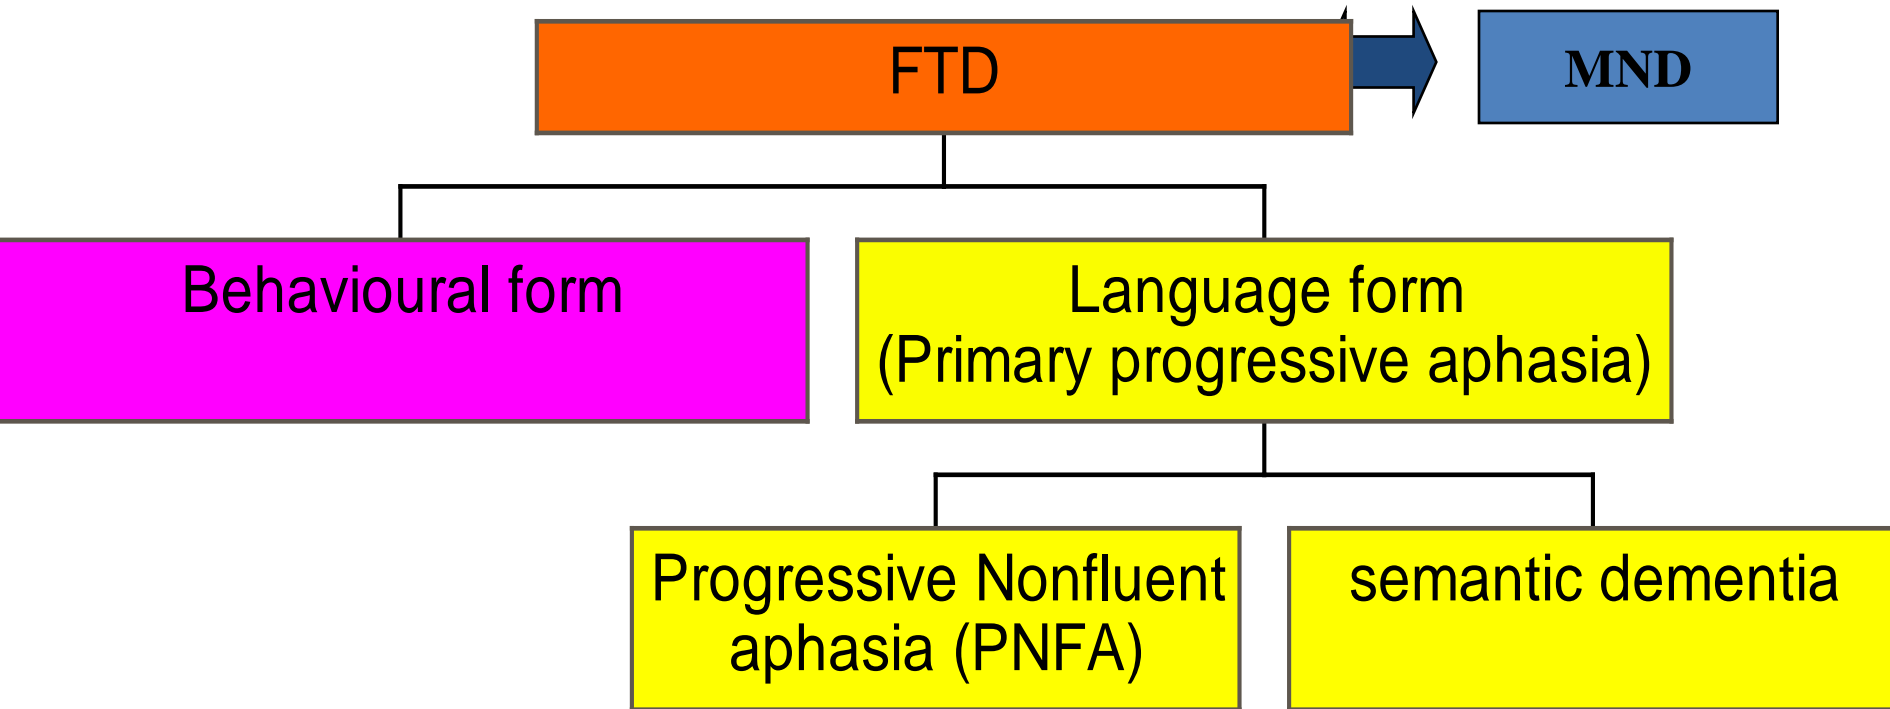 FTD
MND
Behavioural form
Language form
(Primary progressive aphasia)
Progressive Nonfluent
aphasia (PNFA)
semantic dementia